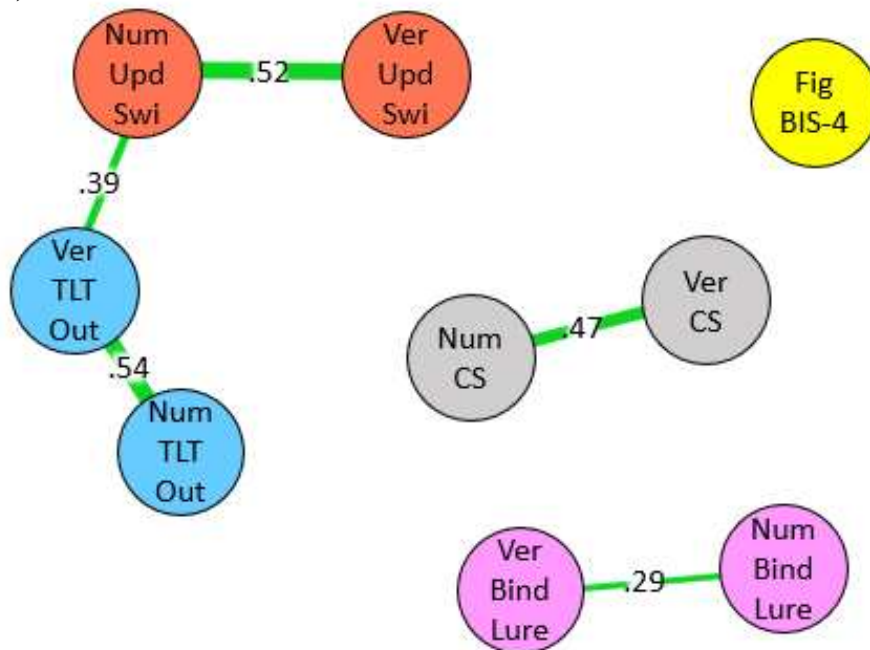 Num
Upd
Swi
.52
Ver
Upd
Swi
Fig
BIS-4
.39
Ver
TLT
Out
.54
Num
TLT
Out
Num
CS
.47
Ver
CS
Ver
Bind
Lure
.29
Num
Bind
Lure